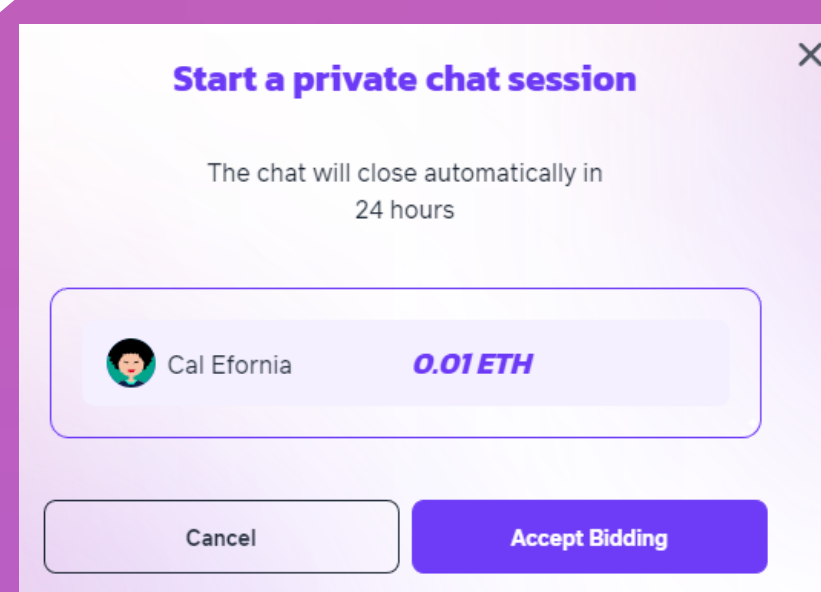 Start a private chat session
The chat will close automatically in
24 hours
Cal Efornia 0.01 ETH
Cancel Accept Bidding